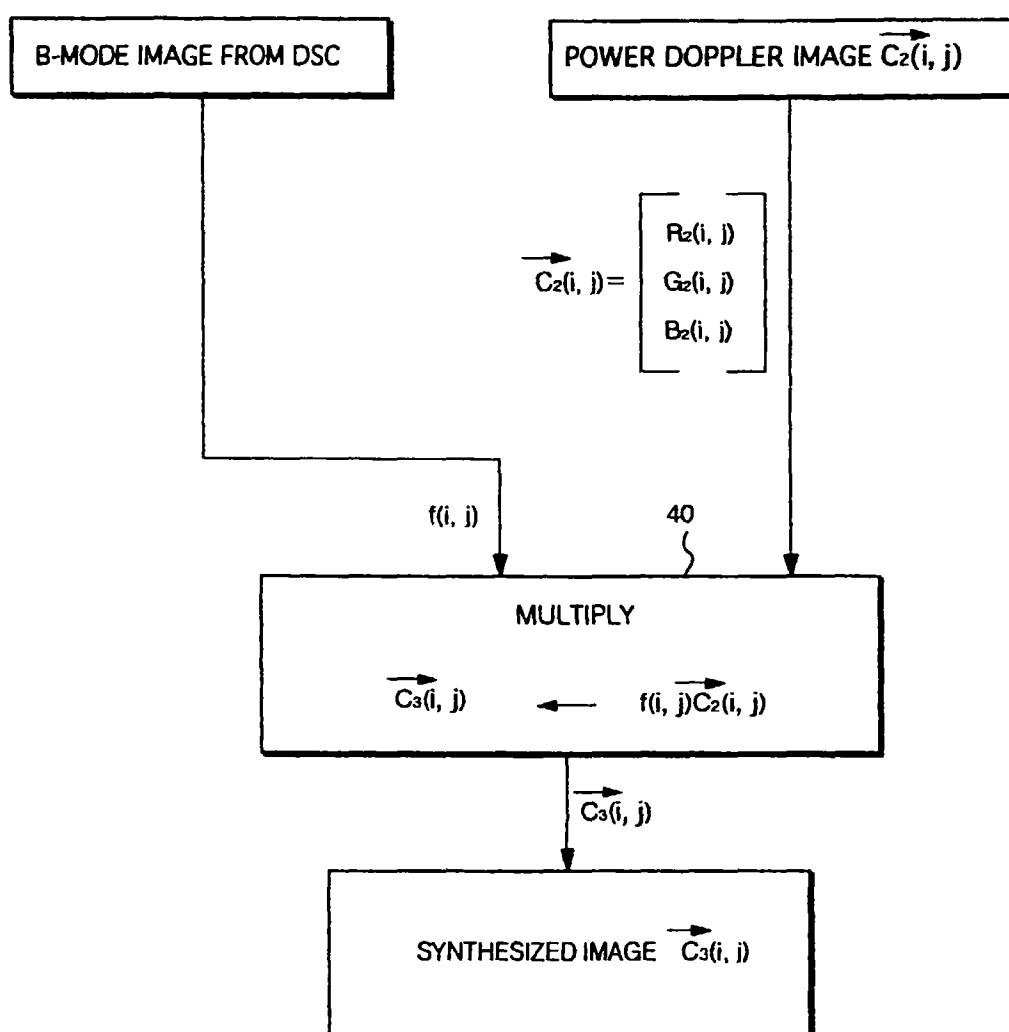 B-MODE IMAGE FROM DSC
POWER DOPPLER IMAGE C₂(i, j)
R₂(i, j)
C₂(i, j)=
G₂(i, j)
B₂(i, j)
f(i, j)
40
MULTIPLY
C₃(i, j) ← f(i, j)C₂(i, j)
C₃(i, j)
SYNTHESIZED IMAGE C₃(i, j)